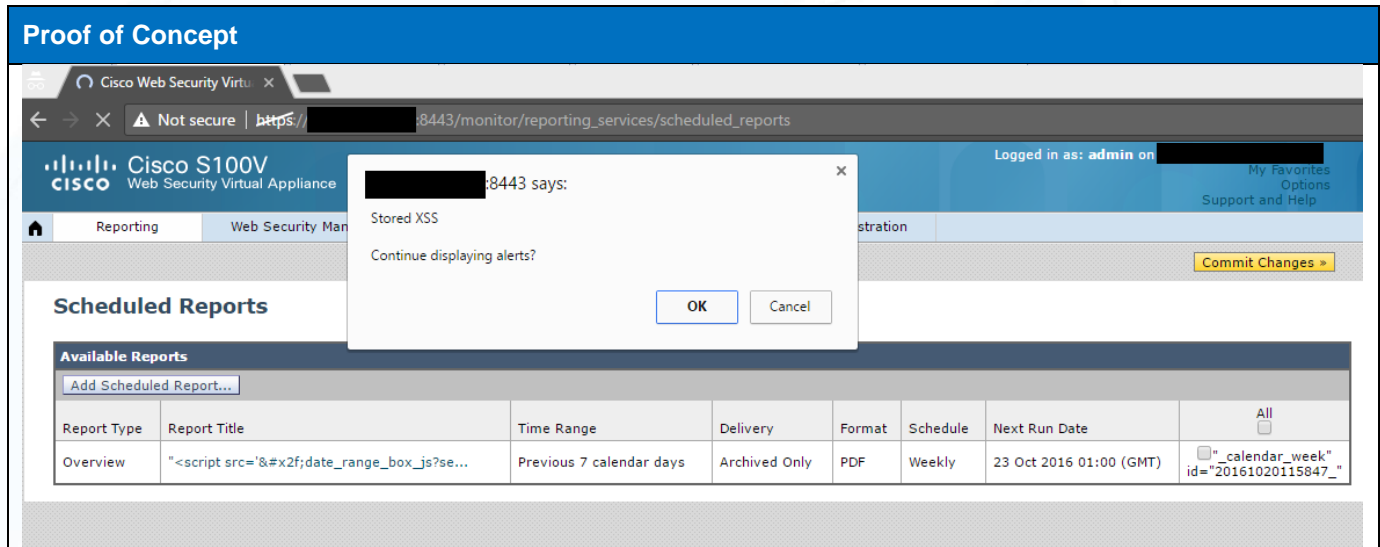 Proof of Concept
Cisco Web Security Virtu
Not secure | https://
:8443/monitor/reporting_services/scheduled_reports
CISCO
Cisco S100V
Web Security Virtual Appliance
Logged in as: admin on
My Favorites
Options
Support and Help
:8443 says:
Stored XSS
Continue displaying alerts?
OK Cancel
Reporting Web Security Man stration
Commit Changes »
Scheduled Reports
Available Reports
Add Scheduled Report...
Report Type Report Title Time Range Delivery Format Schedule Next Run Date All
Overview "<script src='&#x2f;date_range_box_js?se... Previous 7 calendar days Archived Only PDF Weekly 23 Oct 2016 01:00 (GMT) "_calendar_week"
id="20161020115847_"